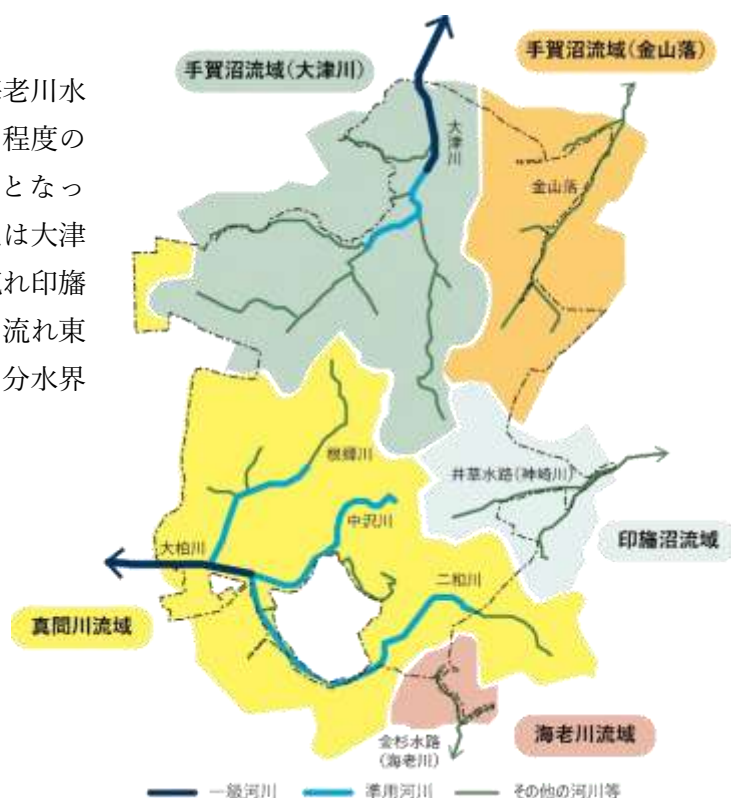 老川水
程度の
となっ
は大津
れ印旛
流れ東
分水界
手賀沼流域(大津川)
手賀沼流域(金山落)
大津川
金山落
根郷川
井草水路(神崎川)
中沢川
印旛沼流域
大柏川
二和川
真間川流域
海老川流域
金杉水路
(海老川)
一級河川 準用河川 その他の河川等